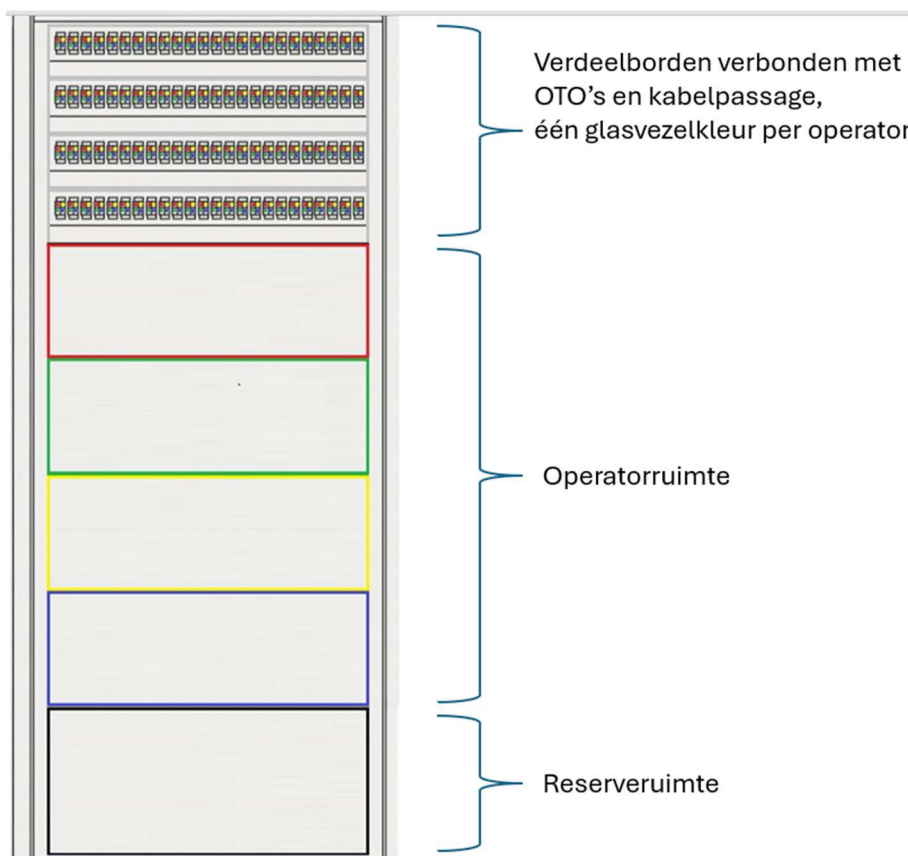 Verdeelborden verbonden met
OTO’s en kabelpassage,
één glasvezelkleur per operator
Operatorruimte
Reserveruimte